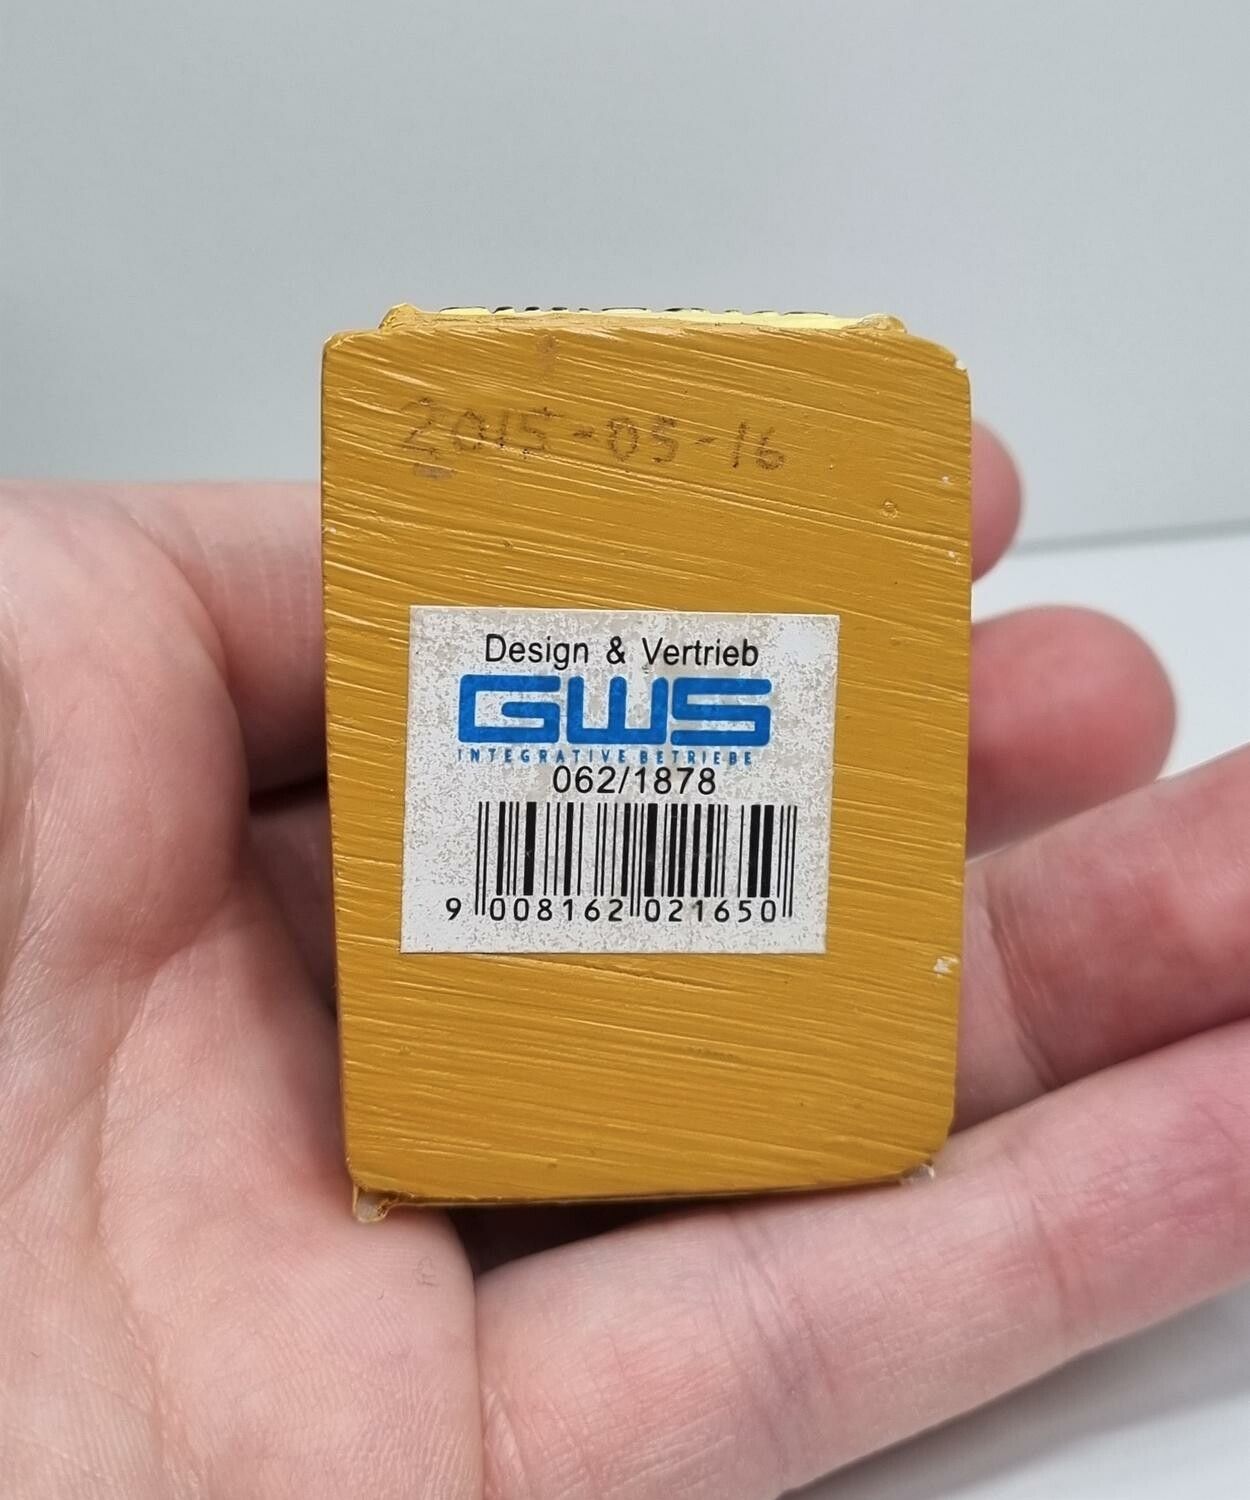 2015-05-16
Design & Vertrieb
GWS
INTEGRATIVE BETRIEBE
062/1878
9 008162 021650